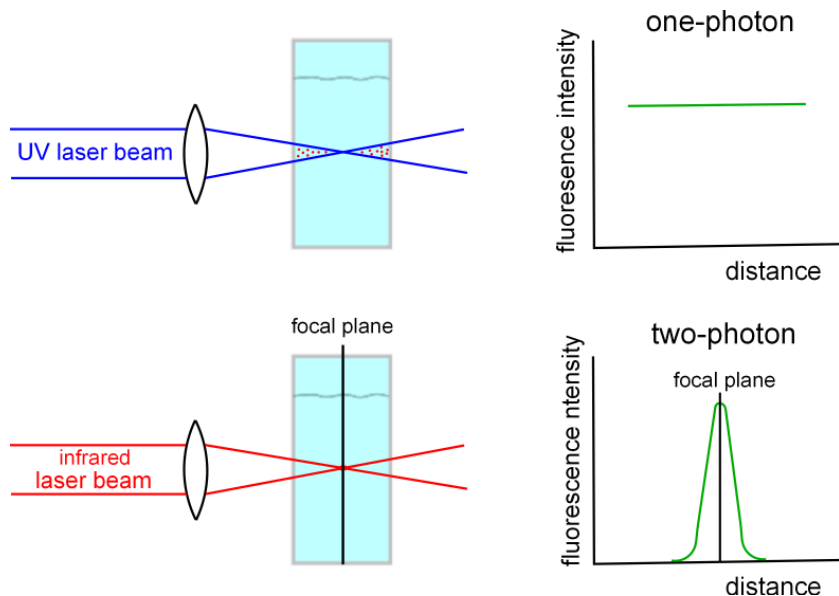 one-photon
UV laser beam
fluoresence intensity
distance
focal plane
two-photon
infrared
laser beam
focal plane
fluorescence ntensity
distance